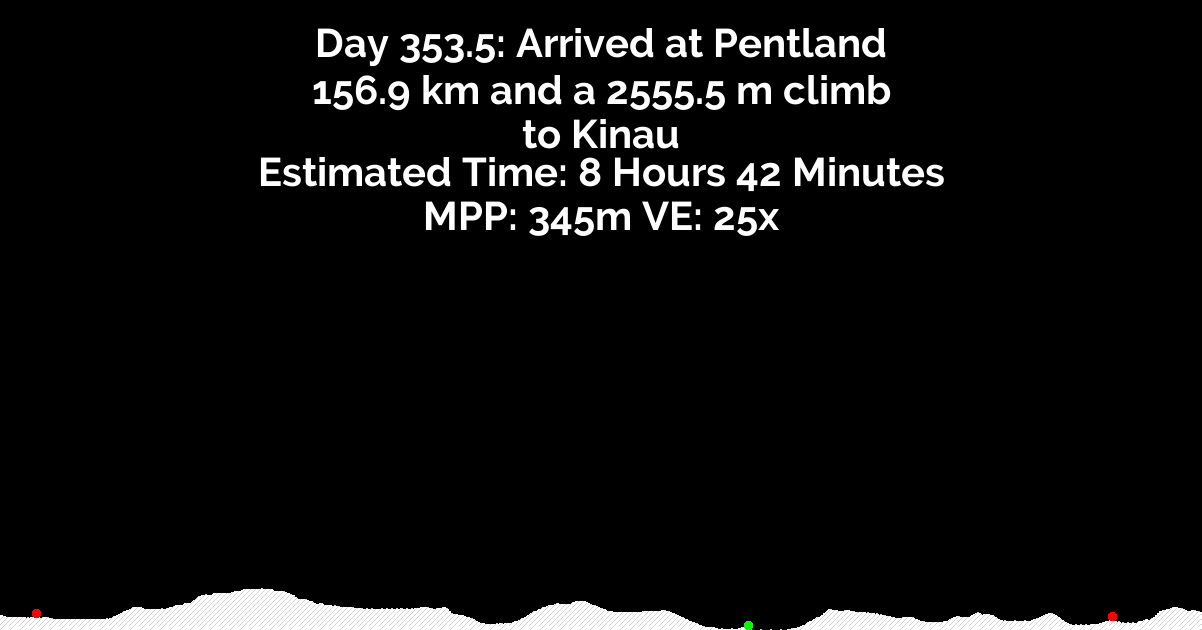 Day 353.5: Arrived at Pentland
156.9 km and a 2555.5 m climb
to Kinau
Estimated Time: 8 Hours 42 Minutes
MPP: 345m VE: 25x